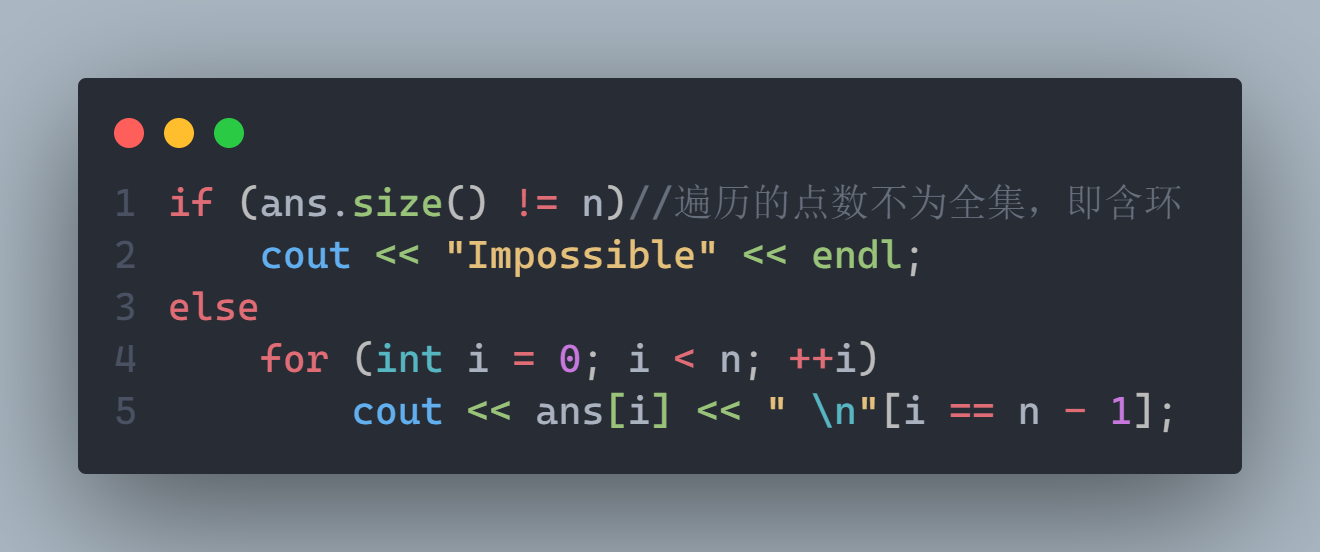 1 if (ans.size() != n)//遍历的点数不为全集，即含环
2     cout << "Impossible" << endl;
3 else
4     for (int i = 0; i < n; ++i)
5         cout << ans[i] << " \n"[i == n - 1];